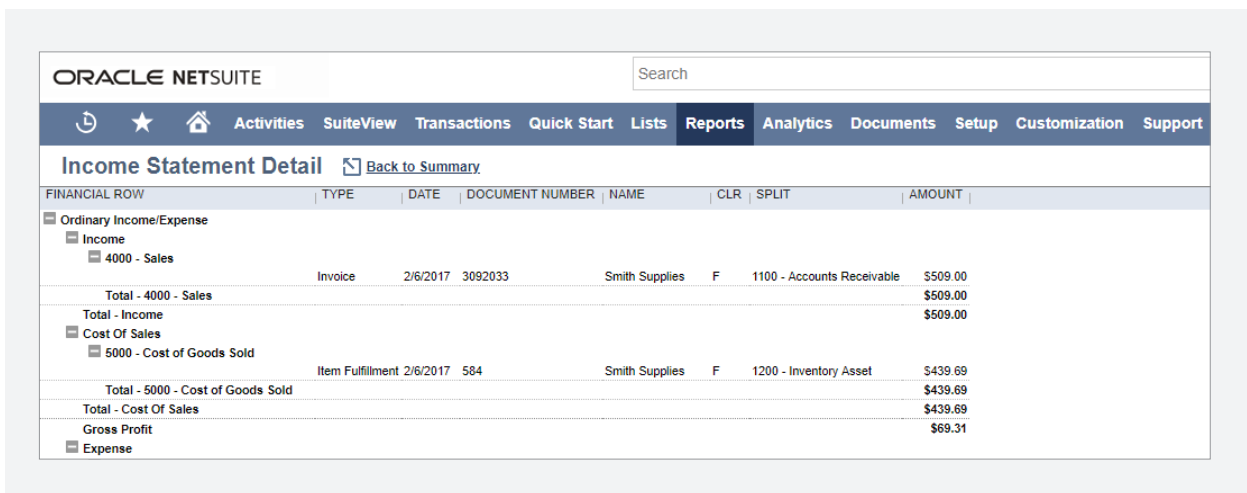 ORACLE NETSUITE
Search
Activities SuiteView Transactions Quick Start Lists Reports Analytics Documents Setup Customization Support
Income Statement Detail Back to Summary
FINANCIAL ROW TYPE DATE DOCUMENT NUMBER NAME CLR SPLIT AMOUNT
Ordinary Income/Expense
Income
4000 - Sales
Invoice 2/6/2017 3092033 Smith Supplies F 1100 - Accounts Receivable $509.00
Total - 4000 - Sales $509.00
Total - Income $509.00
Cost Of Sales
5000 - Cost of Goods Sold
Item Fulfillment 2/6/2017 584 Smith Supplies F 1200 - Inventory Asset $439.69
Total - 5000 - Cost of Goods Sold $439.69
Total - Cost Of Sales $439.69
Gross Profit $69.31
Expense